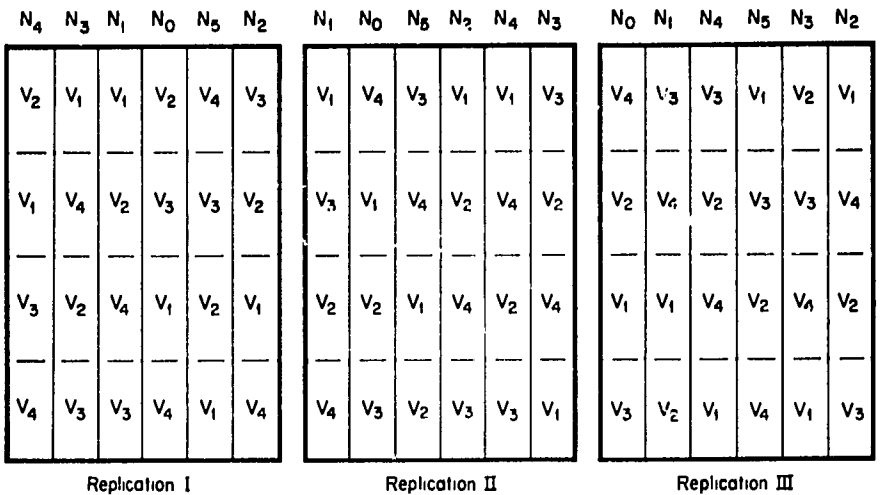 N₄ N₃ N₁ N₀ N₅ N₂ N₁ N₀ N₅ N₂ N₄ N₃ N₀ N₁ N₄ N₅ N₃ N₂
V₂ V₁ V₁ V₂ V₄ V₃ V₁ V₄ V₃ V₁ V₁ V₃ V₄ V₃ V₃ V₁ V₂ V₁
V₁ V₄ V₂ V₃ V₃ V₂ V₃ V₁ V₄ V₂ V₄ V₂ V₂ V₄ V₂ V₃ V₃ V₄
V₃ V₂ V₄ V₁ V₂ V₁ V₂ V₂ V₁ V₄ V₂ V₄ V₁ V₁ V₄ V₂ V₄ V₂
V₄ V₃ V₃ V₄ V₁ V₄ V₄ V₃ V₂ V₃ V₃ V₁ V₃ V₂ V₁ V₄ V₁ V₃
Replication I Replication II Replication III